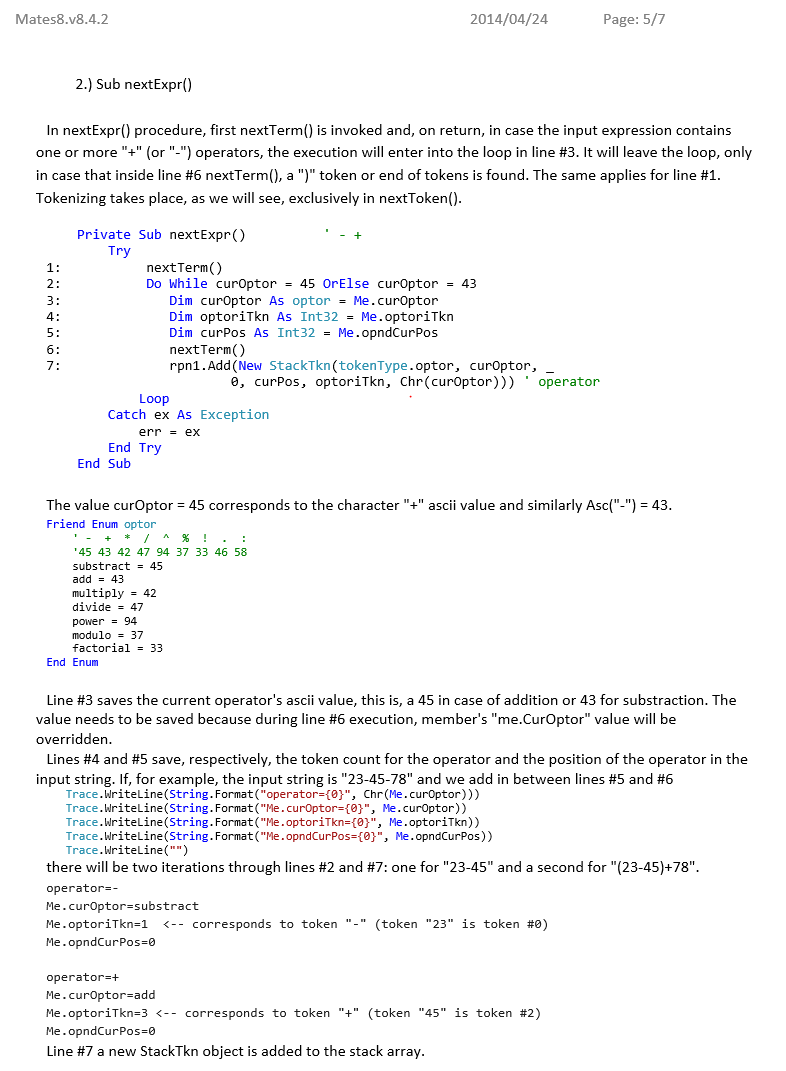 Mates8.v8.4.2 2014/04/24 Page: 5/7
2.) Sub nextExpr()
In nextExpr() procedure, first nextTerm() is invoked and, on return, in case the input expression contains
one or more "+" (or "-") operators, the execution will enter into the loop in line #3. It will leave the loop, only
in case that inside line #6 nextTerm(), a ")" token or end of tokens is found. The same applies for line #1.
Tokenizing takes place, as we will see, exclusively in nextToken().
Private Sub nextExpr() ' - +
Try
1: nextTerm()
2: Do While curOptor = 45 OrElse curOptor = 43
3: Dim curOptor As optor = Me.curOptor
4: Dim optoriTkn As Int32 = Me.optoriTkn
5: Dim curPos As Int32 = Me.opndCurPos
6: nextTerm()
7: rpn1.Add(New StackTkn(tokenType.optor, curOptor, _
0, curPos, optoriTkn, Chr(curOptor))) ' operator
Loop
Catch ex As Exception
err = ex
End Try
End Sub
The value curOptor = 45 corresponds to the character "+" ascii value and similarly Asc("-") = 43.
Friend Enum optor
' - + * / ^ % ! . :
'45 43 42 47 94 37 33 46 58
substract = 45
add = 43
multiply = 42
divide = 47
power = 94
modulo = 37
factorial = 33
End Enum
Line #3 saves the current operator's ascii value, this is, a 45 in case of addition or 43 for substraction. The
value needs to be saved because during line #6 execution, member's "me.CurOptor" value will be
overridden.
Lines #4 and #5 save, respectively, the token count for the operator and the position of the operator in the
input string. If, for example, the input string is "23-45-78" and we add in between lines #5 and #6
Trace.WriteLine(String.Format("operator={0}", Chr(Me.curOptor)))
Trace.WriteLine(String.Format("Me.curOptor={0}", Me.curOptor))
Trace.WriteLine(String.Format("Me.optoriTkn={0}", Me.optoriTkn))
Trace.WriteLine(String.Format("Me.opndCurPos={0}", Me.opndCurPos))
Trace.WriteLine("")
there will be two iterations through lines #2 and #7: one for "23-45" and a second for "(23-45)+78".
operator=-
Me.curOptor=substract
Me.optoriTkn=1 <-- corresponds to token "-" (token "23" is token #0)
Me.opndCurPos=0
operator=+
Me.curOptor=add
Me.optoriTkn=3 <-- corresponds to token "+" (token "45" is token #2)
Me.opndCurPos=0
Line #7 a new StackTkn object is added to the stack array.